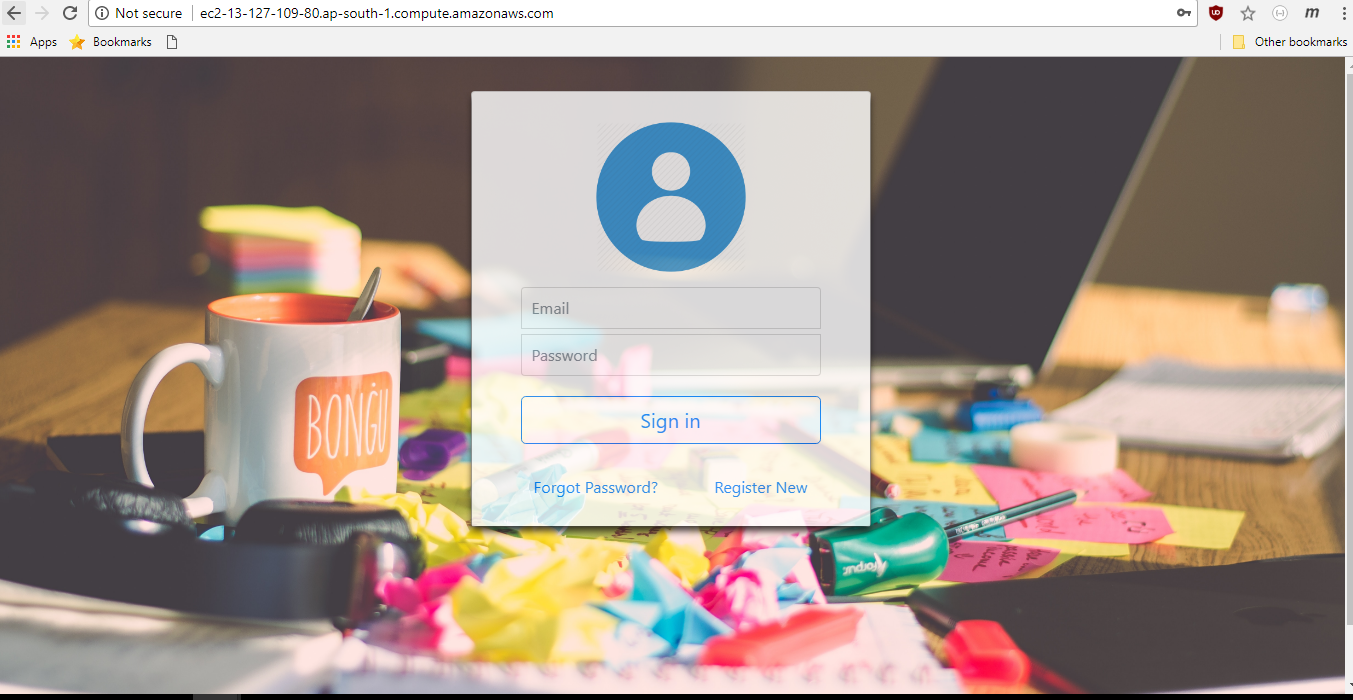 Not secure | ec2-13-127-109-80.ap-south-1.compute.amazonaws.com
Apps Bookmarks Other bookmarks
Email
BONĠU
Password
Sign in
Forgot Password? Register New